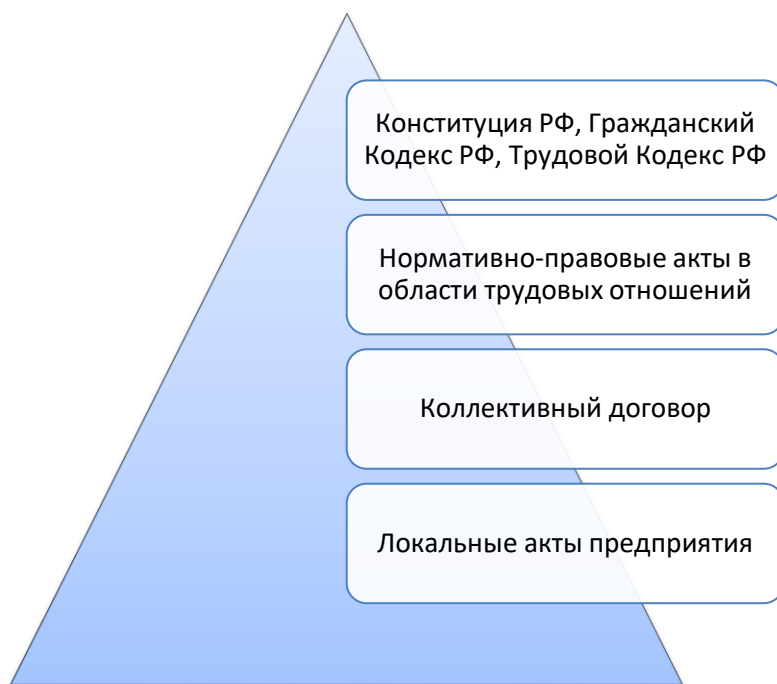 Конституция РФ, Гражданский
Кодекс РФ, Трудовой Кодекс РФ
Нормативно-правовые акты в
области трудовых отношений
Коллективный договор
Локальные акты предприятия